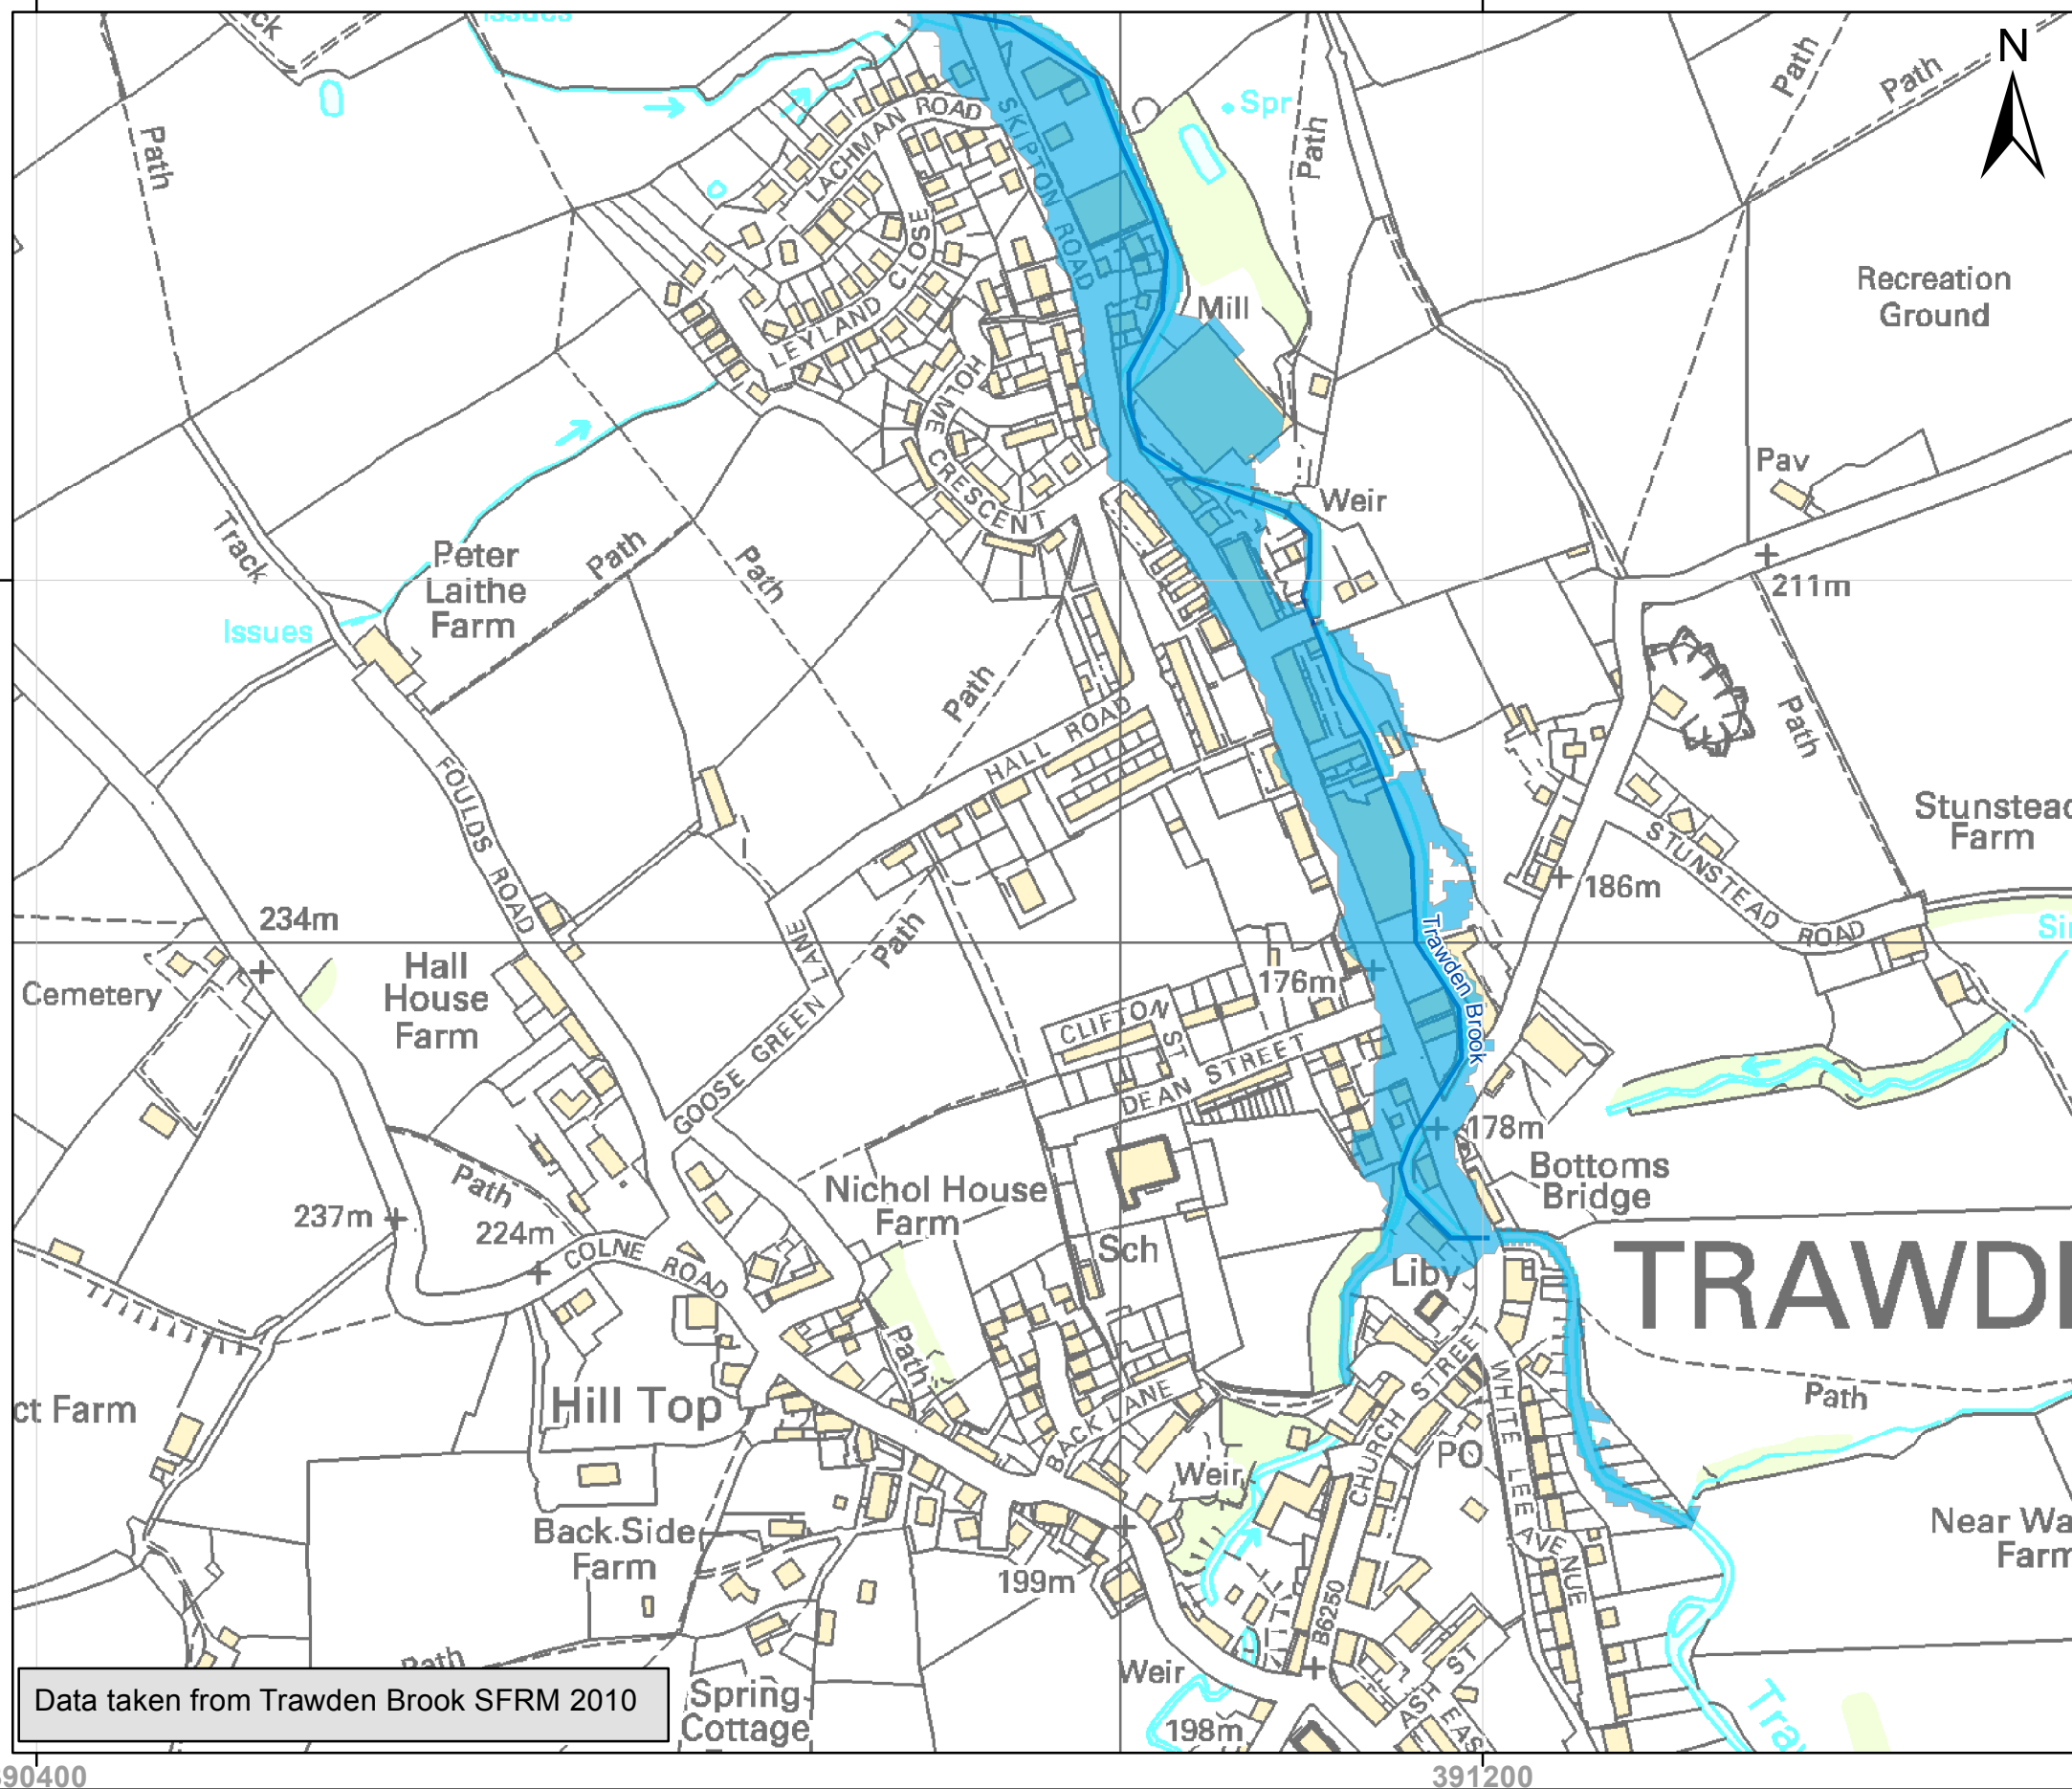 Issues
N
Path
Path
Path
Spr
LACHMAN ROAD
SKIPTON ROAD
Path
Recreation
Ground
Mill
LEYLAND CLOSE
HOLME
CRESCENT
Pav
Weir
Track
Peter
Laithe
Farm
Path
Path
211m
Issues
Path
Path
HALL ROAD
FOULDS ROAD
Farm
STUNSTEAD ROAD
186m
234m
LANE
Path
Trawden Brook
Hall
House
Farm
Cemetery
176m
CLIFTON
ST
DEAN STREET
GOOSE GREEN
178m
Bottoms
Bridge
Path
Nichol House
Farm
237m
224m
COLNE ROAD
Sch
Liby
TRAWD
Path
Hill Top
ct Farm
BACK LANE
CHURCH STREET
WHITE LEE AVENUE
Path
PO
Weir
Back Side
Farm
Near Wa
Farm
199m
B6250
Path
Data taken from Trawden Brook SFRM 2010
Spring
Cottage
Weir
198m
ASH ST
EAS
Tra
90400
391200